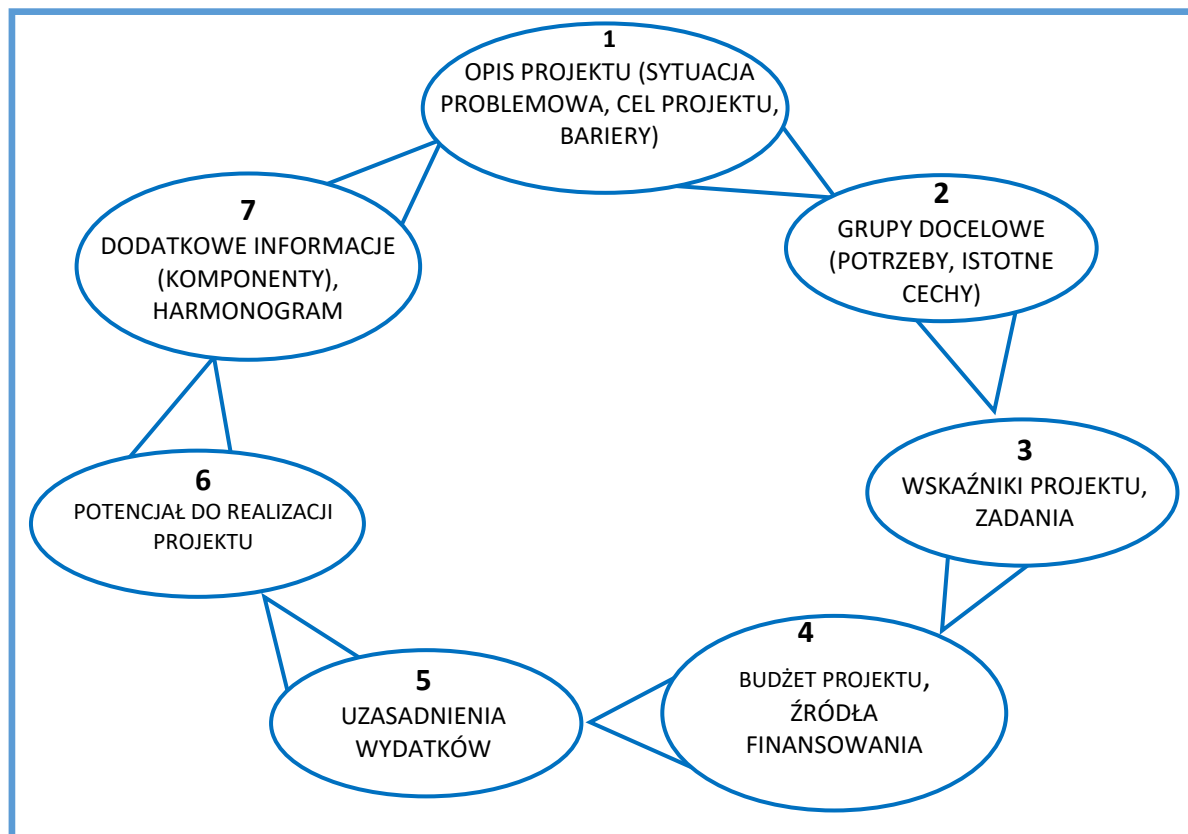 1
OPIS PROJEKTU (SYTUACJA
PROBLEMOWA, CEL PROJEKTU,
BARIERY)
2
GRUPY DOCELOWE
(POTRZEBY, ISTOTNE
CECHY)
3
WSKAŹNIKI PROJEKTU,
ZADANIA
4
BUDŻET PROJEKTU,
ŹRÓDŁA
FINANSOWANIA
5
UZASADNIENIA
WYDATKÓW
6
POTENCJAŁ DO REALIZACJI
PROJEKTU
7
DODATKOWE INFORMACJE
(KOMPONENTY),
HARMONOGRAM